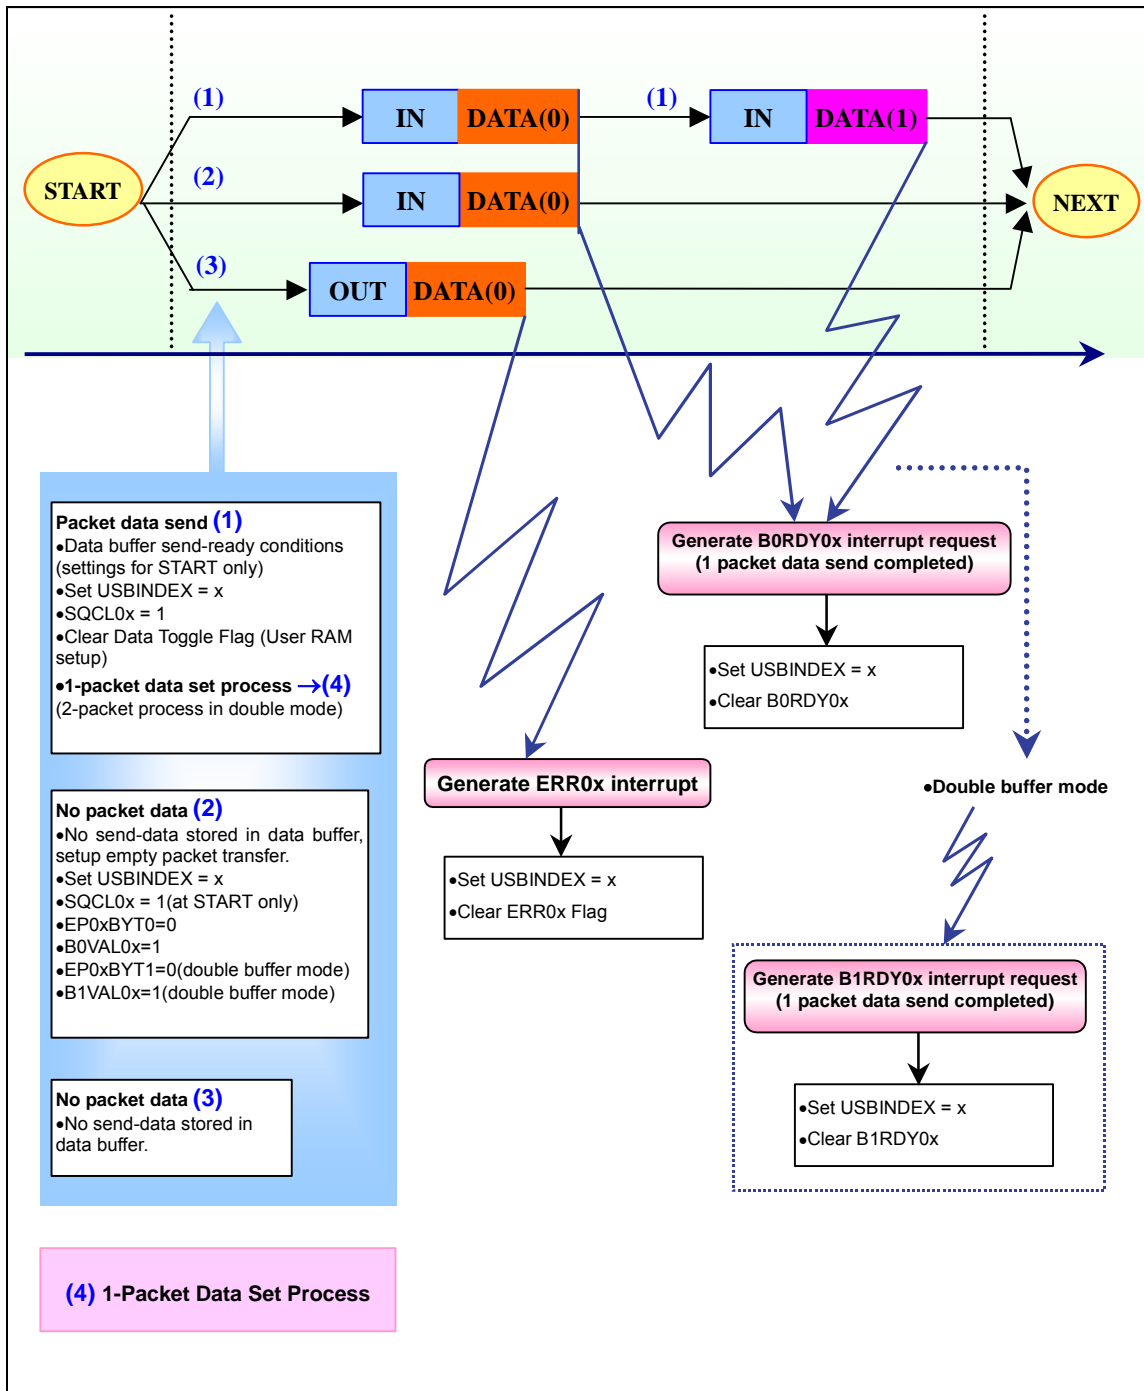 (1)
IN DATA(0)
(1)
IN DATA(1)
START
(2)
IN DATA(0)
NEXT
(3)
OUT DATA(0)
Packet data send (1)
●Data buffer send-ready conditions
(settings for START only)
●Set USBINDEX = x
●SQCL0x = 1
●Clear Data Toggle Flag (User RAM
setup)
●1-packet data set process →(4)
(2-packet process in double mode)
No packet data (2)
●No send-data stored in data buffer,
setup empty packet transfer.
●Set USBINDEX = x
●SQCL0x = 1(at START only)
●EP0xBYT0=0
●B0VAL0x=1
●EP0xBYT1=0(double buffer mode)
●B1VAL0x=1(double buffer mode)
No packet data (3)
●No send-data stored in
data buffer.
(4) 1-Packet Data Set Process
Generate ERR0x interrupt
●Set USBINDEX = x
●Clear ERR0x Flag
Generate B0RDY0x interrupt request
(1 packet data send completed)
●Set USBINDEX = x
●Clear B0RDY0x
●Double buffer mode
Generate B1RDY0x interrupt request
(1 packet data send completed)
●Set USBINDEX = x
●Clear B1RDY0x